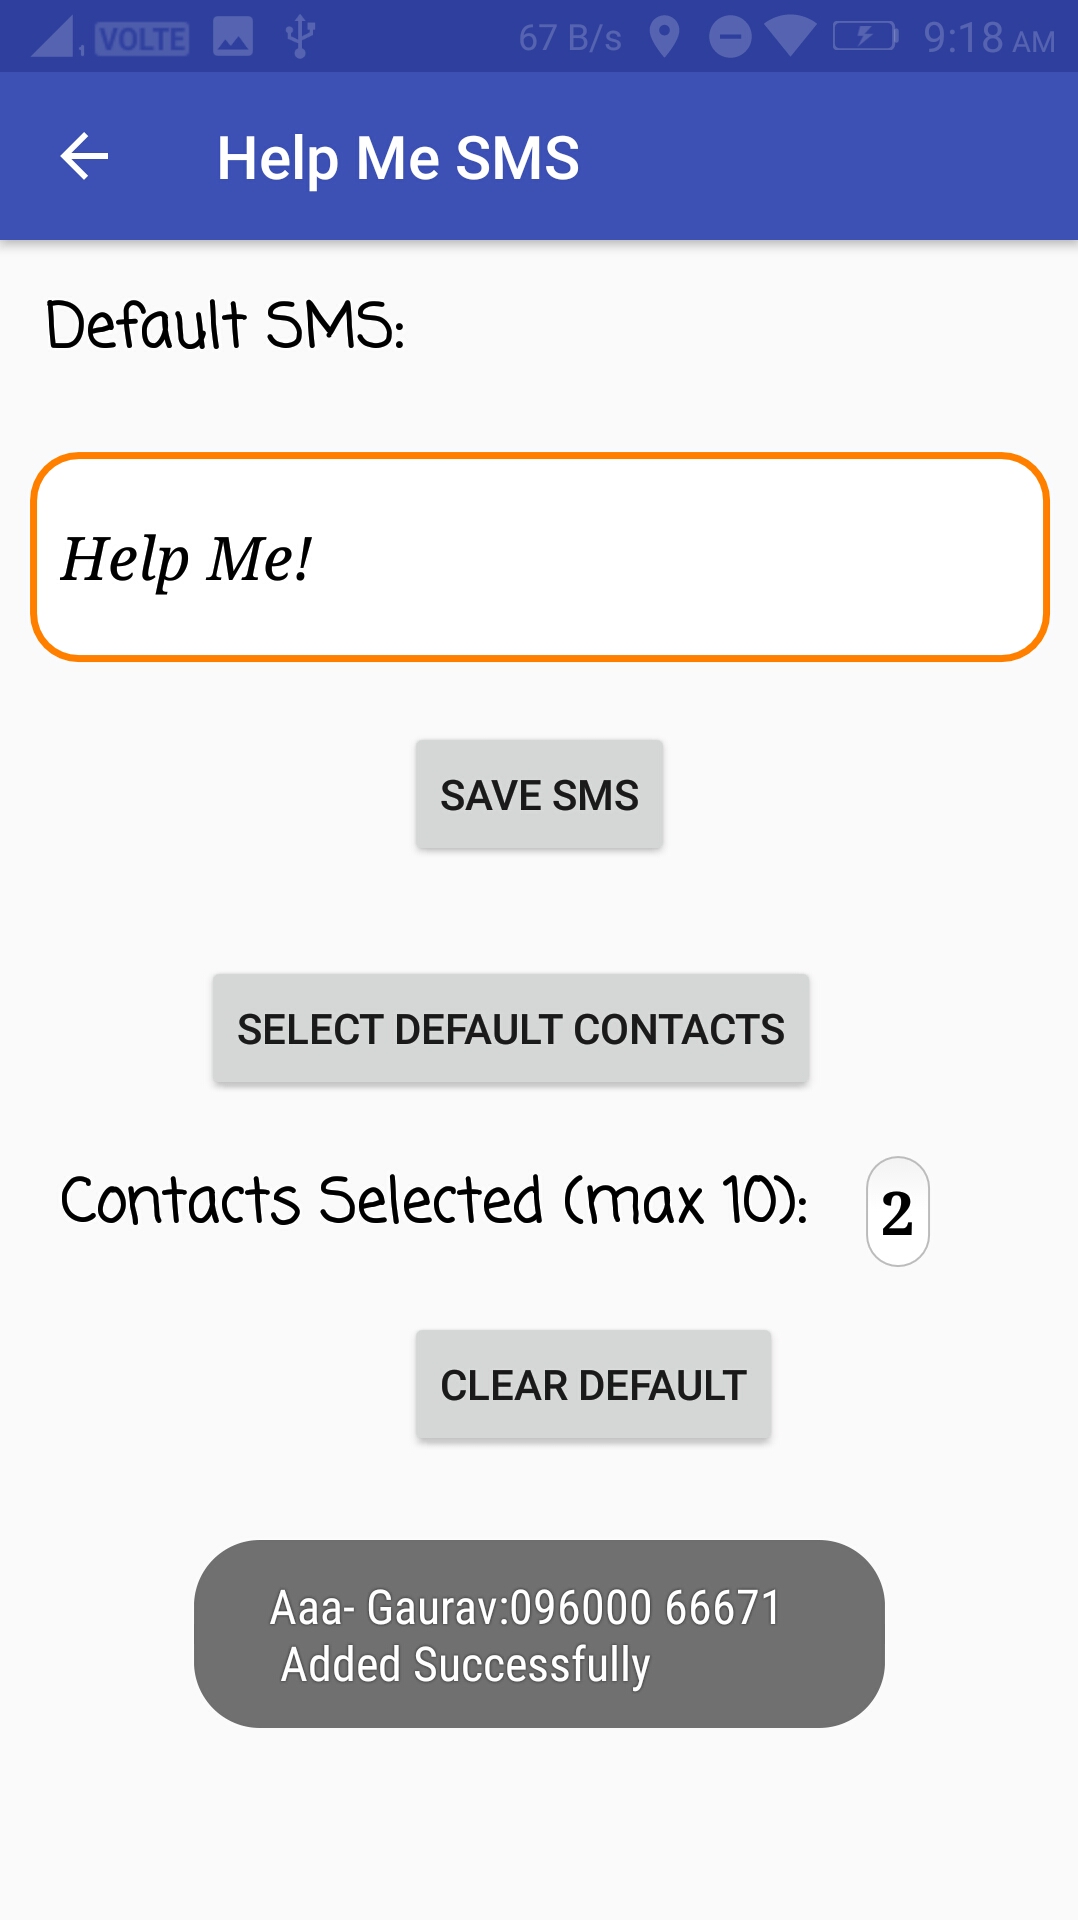 1 VOLTE 67 B/s 9:18 AM
Help Me SMS
Default SMS:
Help Me!
SAVE SMS
SELECT DEFAULT CONTACTS
Contacts Selected (max 10): 2
CLEAR DEFAULT
Aaa- Gaurav:096000 66671
Added Successfully